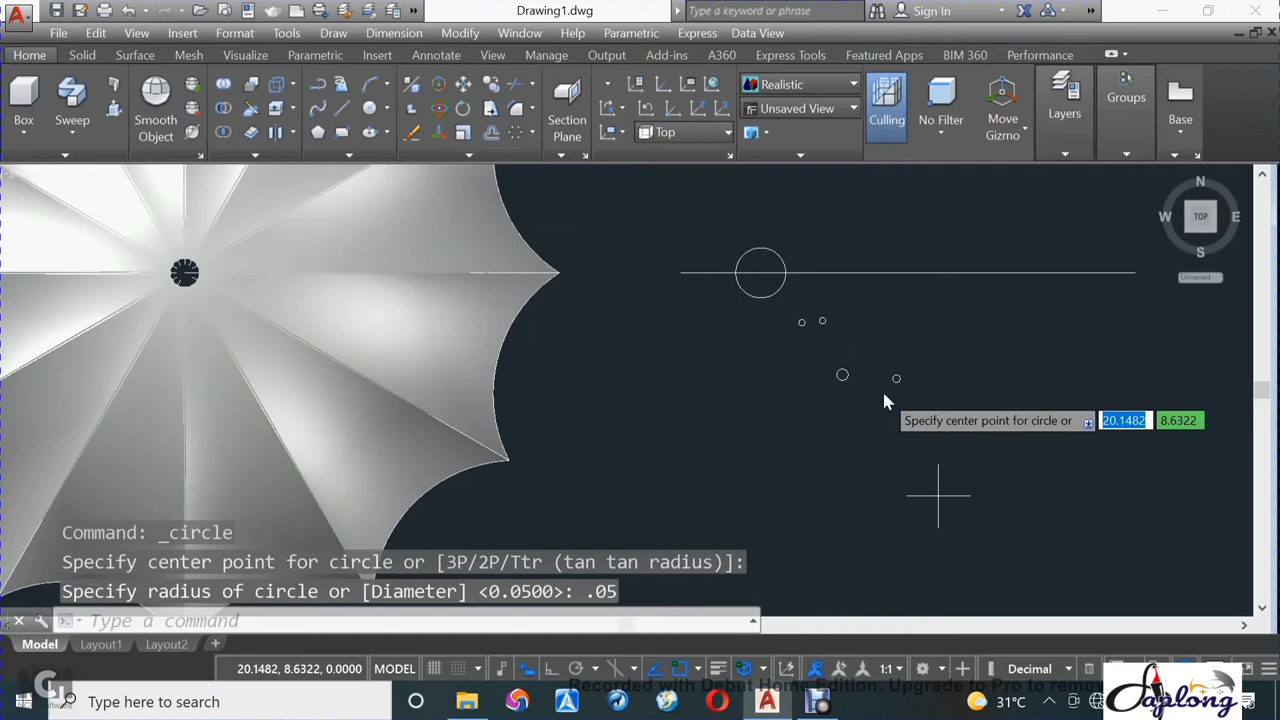 Drawing1.dwg
Type a keyword or phrase
Sign In
File Edit View Insert Format Tools Draw Dimension Modify Window Help Parametric Express Data View
Home Solid Surface Mesh Visualize Parametric Insert Annotate View Manage Output Add-ins A360 Express Tools Featured Apps BIM 360 Performance
Realistic
Unsaved View
Top
Box
Sweep
Smooth
Object
Section
Plane
Culling
No Filter
Move
Gizmo
Layers
Groups
Base
N
W TOP E
S
Unnamed
Specify center point for circle or 20.1482 8.6322
Command: _circle
Specify center point for circle or [3P/2P/Ttr (tan tan radius)]:
Specify radius of circle or [Diameter] <0.0500>: .05
Type a command
Model Layout1 Layout2 +
20.1482, 8.6322, 0.0000 MODEL 1:1 Decimal
Recorded with Debut Home Edition. Upgrade to Pro to remov
Type here to search
31°C
Daplong